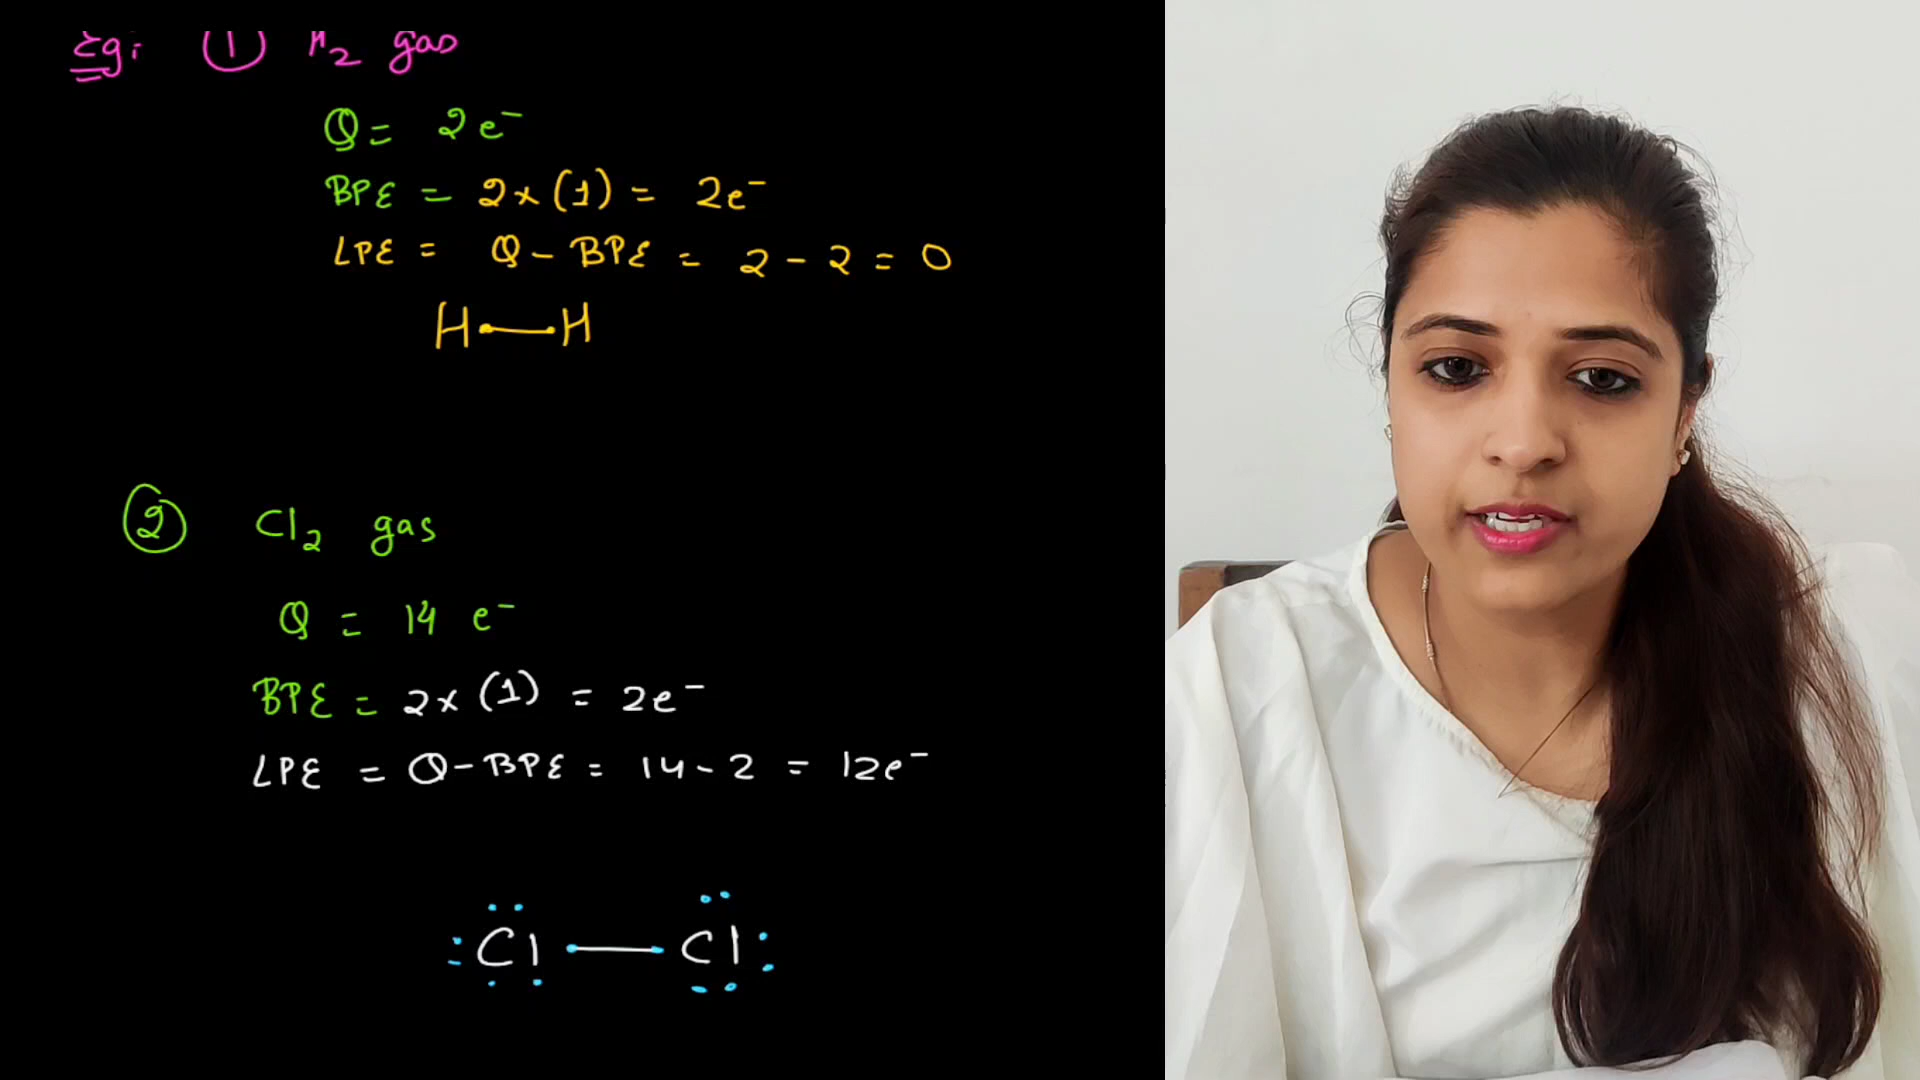 Eg: ① H₂ gas
Q = 2e⁻
BPE = 2×(1) = 2e⁻
LPE = Q - BPE = 2 - 2 = 0
H — H
② Cl₂ gas
Q = 14 e⁻
BPE = 2×(1) = 2e⁻
LPE = Q - BPE = 14 - 2 = 12e⁻
:Cl — Cl: